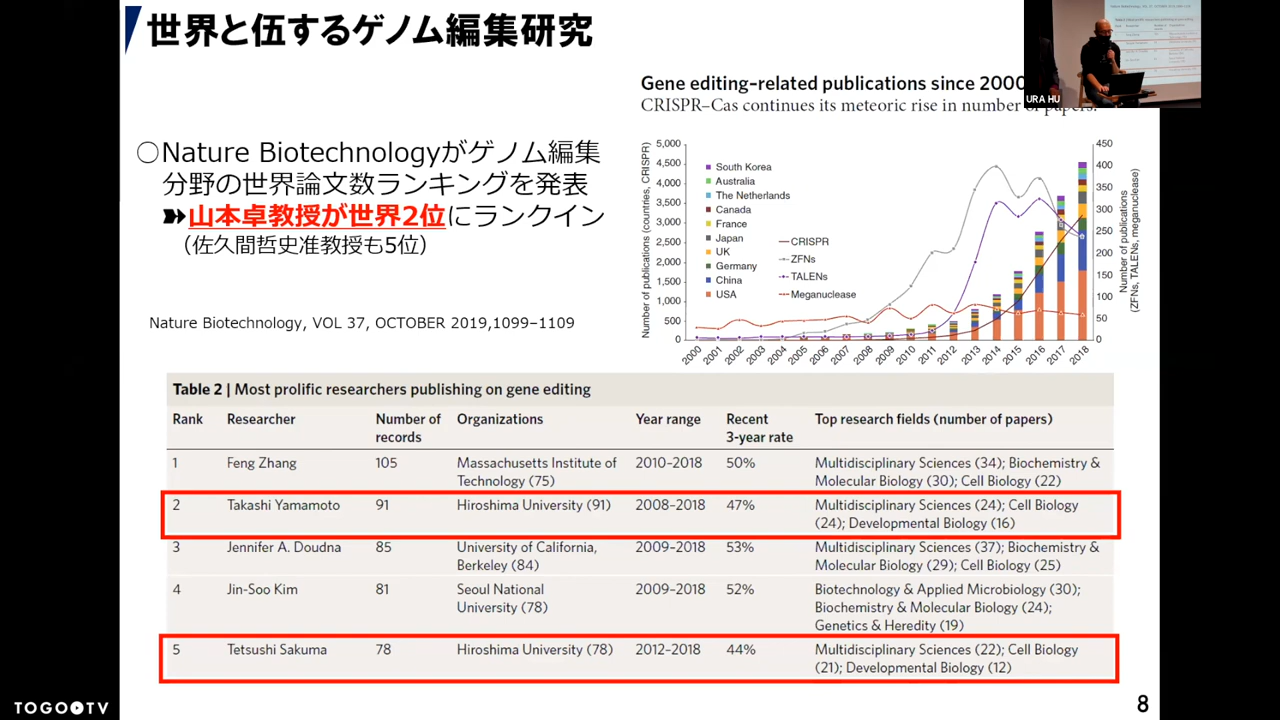 世界と伍するゲノム編集研究
URA HU
Gene editing–related publications since 2000
CRISPR–Cas continues its meteoric rise in number of papers.
○Nature Biotechnologyがゲノム編集
分野の世界論文数ランキングを発表
山本卓教授が世界2位にランクイン
（佐久間哲史准教授も5位）
Nature Biotechnology, VOL 37, OCTOBER 2019,1099–1109
Number of publications (countries, CRISPR)
5,000
4,500
4,000
3,500
3,000
2,500
2,000
1,500
1,000
500
0
South Korea
Australia
The Netherlands
Canada
France
Japan
UK
Germany
China
USA
CRISPR
ZFNs
TALENs
Meganuclease
450
400
350
300
250
200
150
100
50
0
Number of publications
(ZFNs, TALENs, meganuclease)
2000 2001 2002 2003 2004 2005 2006 2007 2008 2009 2010 2011 2012 2013 2014 2015 2016 2017 2018
Table 2 | Most prolific researchers publishing on gene editing
Rank Researcher Number of records Organizations Year range Recent 3-year rate Top research fields (number of papers)
1 Feng Zhang 105 Massachusetts Institute of Technology (75) 2010–2018 50% Multidisciplinary Sciences (34); Biochemistry & Molecular Biology (30); Cell Biology (22)
2 Takashi Yamamoto 91 Hiroshima University (91) 2008–2018 47% Multidisciplinary Sciences (24); Cell Biology (24); Developmental Biology (16)
3 Jennifer A. Doudna 85 University of California, Berkeley (84) 2009–2018 53% Multidisciplinary Sciences (37); Biochemistry & Molecular Biology (29); Cell Biology (25)
4 Jin-Soo Kim 81 Seoul National University (78) 2009–2018 52% Biotechnology & Applied Microbiology (30); Biochemistry & Molecular Biology (24); Genetics & Heredity (19)
5 Tetsushi Sakuma 78 Hiroshima University (78) 2012–2018 44% Multidisciplinary Sciences (22); Cell Biology (21); Developmental Biology (12)
TOGO TV
8